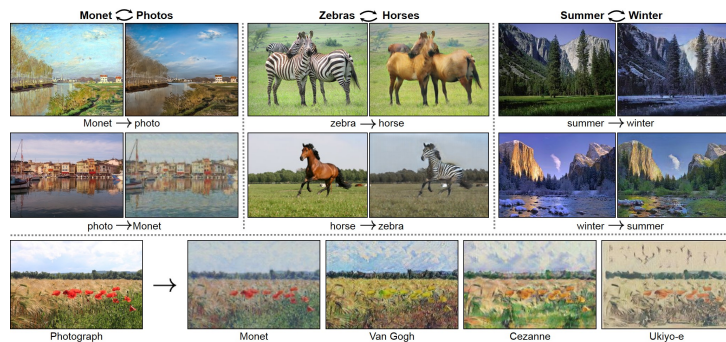 Monet Photos
Zebras Horses
Summer Winter
Monet → photo
zebra → horse
summer → winter
photo → Monet
horse → zebra
winter → summer
Photograph
Monet
Van Gogh
Cezanne
Ukiyo-e